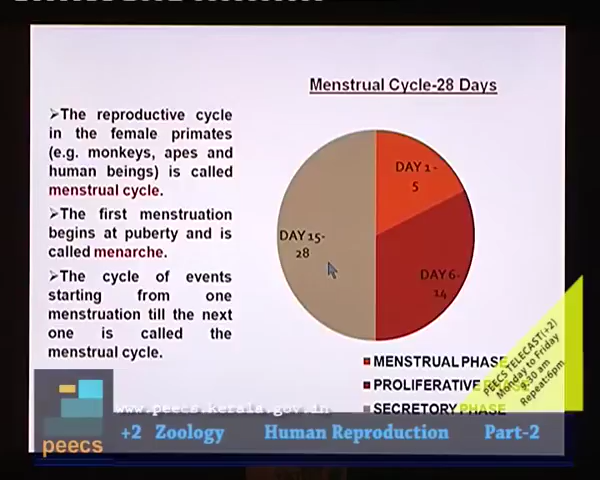 Menstrual Cycle-28 Days
➢The reproductive cycle
in the female primates
(e.g. monkeys, apes and
human beings) is called
menstrual cycle.
➢The first menstruation
begins at puberty and is
called menarche.
➢The cycle of events
starting from one
menstruation till the next
one is called the
menstrual cycle.
DAY 1-
5
DAY 15-
28
DAY 6-
14
MENSTRUAL PHASE
PROLIFERATIVE
SECRETORY PHASE
PEECS TELECAST(+2)
Monday to Friday
9.30 am
Repeat:6pm
www.peecs.kerala.gov.in
peecs
+2 Zoology Human Reproduction Part-2